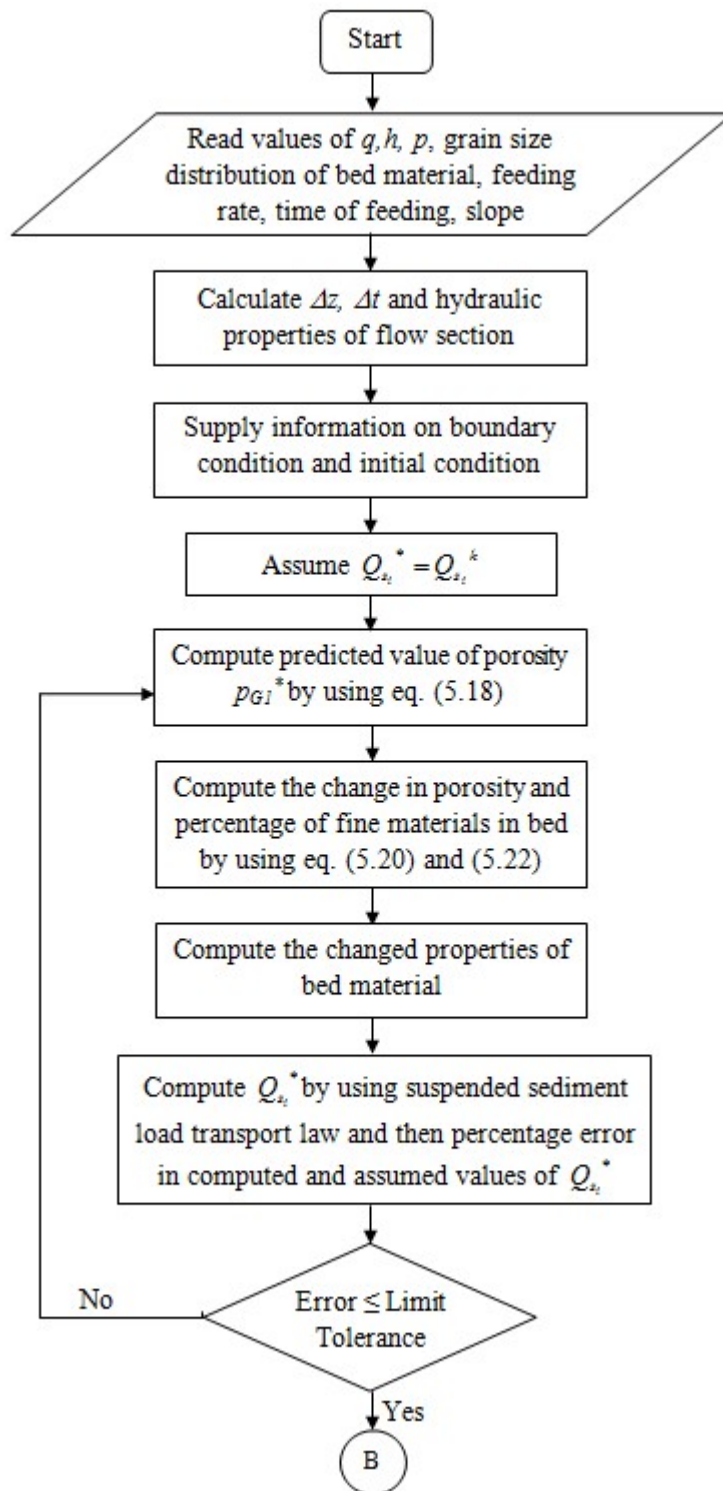 Start
Read values of q,h, p, grain size
distribution of bed material, feeding
rate, time of feeding, slope
Calculate Δz, Δt and hydraulic
properties of flow section
Supply information on boundary
condition and initial condition
Assume Q_{s_i}^* = Q_{s_i}^k
Compute predicted value of porosity
p_{G1}^* by using eq. (5.18)
Compute the change in porosity and
percentage of fine materials in bed
by using eq. (5.20) and (5.22)
Compute the changed properties of
bed material
Compute Q_{s_i}^* by using suspended sediment
load transport law and then percentage error
in computed and assumed values of Q_{s_i}^*
No
Error ≤ Limit
Tolerance
Yes
B